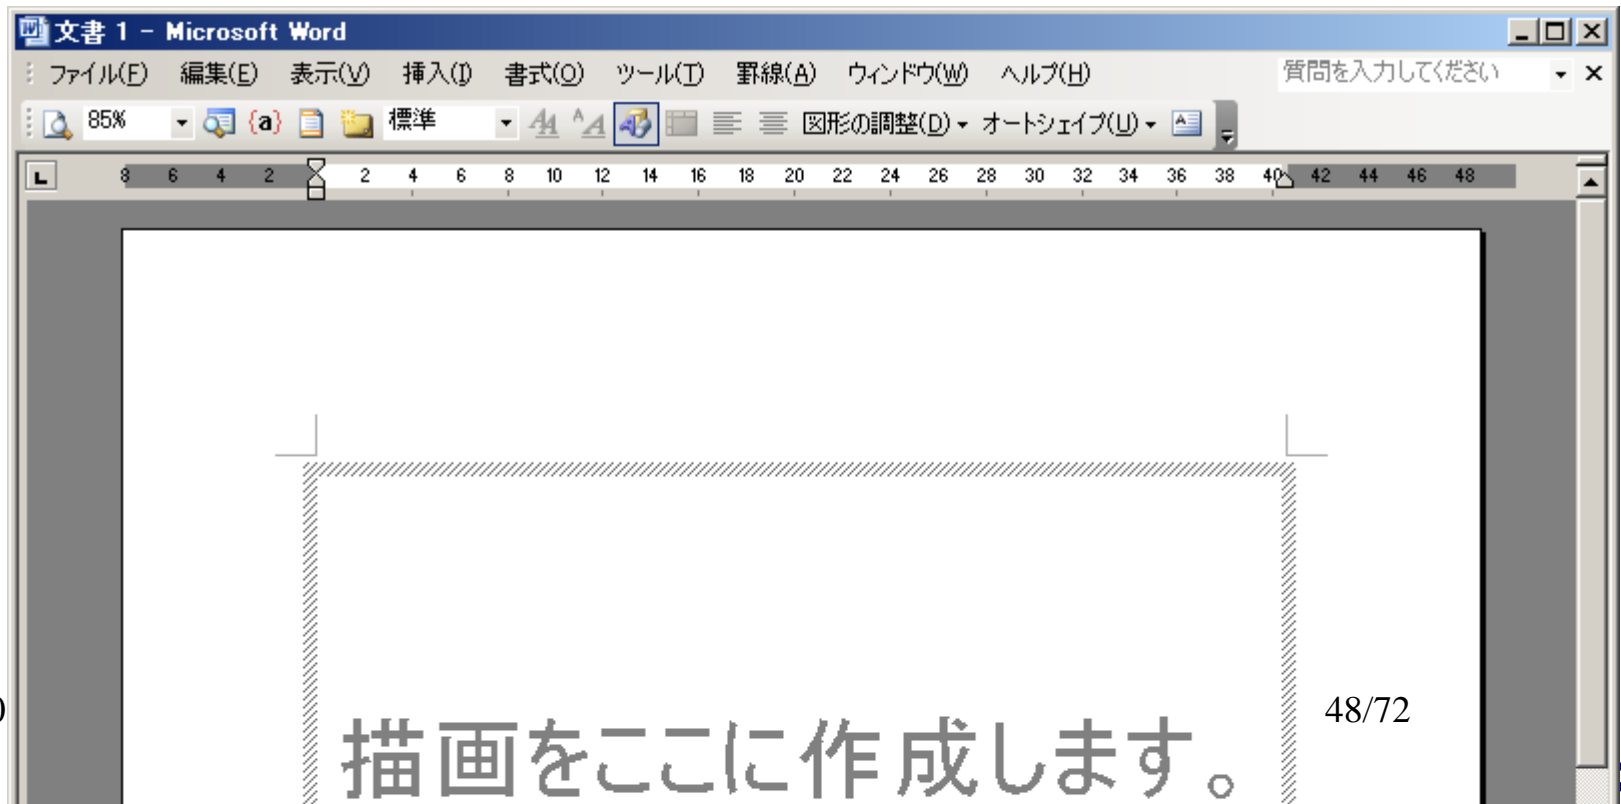 文書 1 - Microsoft Word
ファイル(F) 編集(E) 表示(V) 挿入(I) 書式(O) ツール(T) 罫線(A) ウィンドウ(W) ヘルプ(H) 質問を入力してください
85% {a} 標準 図形の調整(D) オートシェイプ(U)
8 6 4 2 2 4 6 8 10 12 14 16 18 20 22 24 26 28 30 32 34 36 38 40 42 44 46 48
48/72
描画をここに作成します。